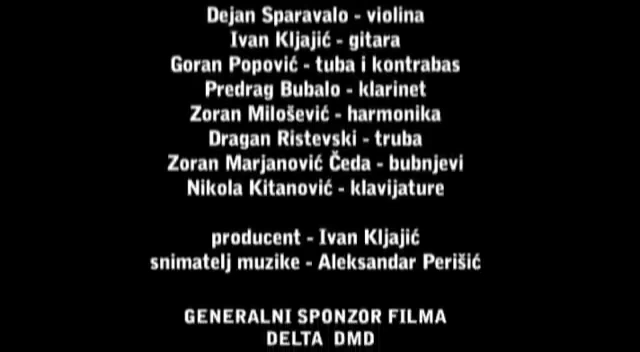 Dejan Sparavalo - violina
Ivan Kljajić - gitara
Goran Popović - tuba i kontrabas
Predrag Bubalo - klarinet
Zoran Milošević - harmonika
Dragan Ristevski - truba
Zoran Marjanović Čeda - bubnjevi
Nikola Kitanović - klavijature
producent - Ivan Kljajić
snimatelj muzike - Aleksandar Perišić
GENERALNI SPONZOR FILMA
DELTA DMD